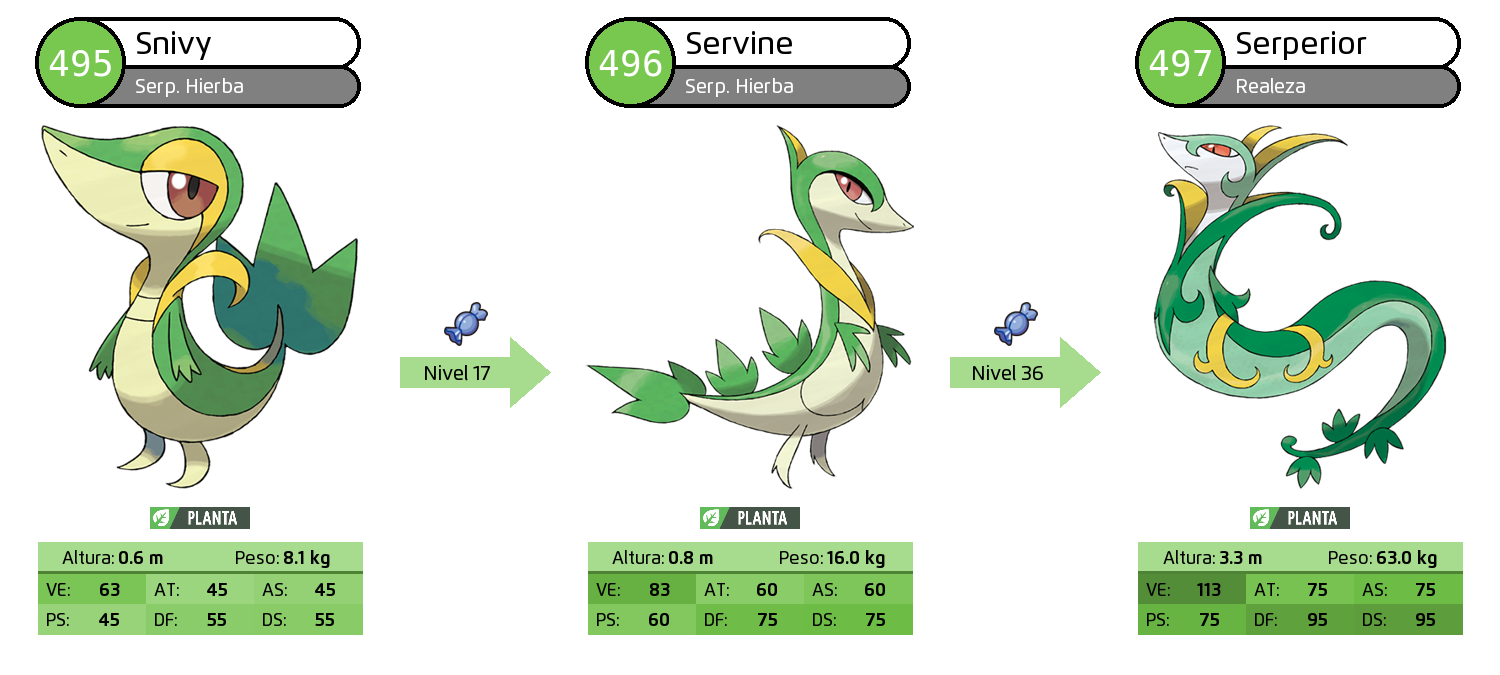 495
Snivy
Serp. Hierba
PLANTA
Altura: 0.6 m Peso: 8.1 kg
VE: 63 AT: 45 AS: 45
PS: 45 DF: 55 DS: 55
Nivel 17
496
Servine
Serp. Hierba
PLANTA
Altura: 0.8 m Peso: 16.0 kg
VE: 83 AT: 60 AS: 60
PS: 60 DF: 75 DS: 75
Nivel 36
497
Serperior
Realeza
PLANTA
Altura: 3.3 m Peso: 63.0 kg
VE: 113 AT: 75 AS: 75
PS: 75 DF: 95 DS: 95